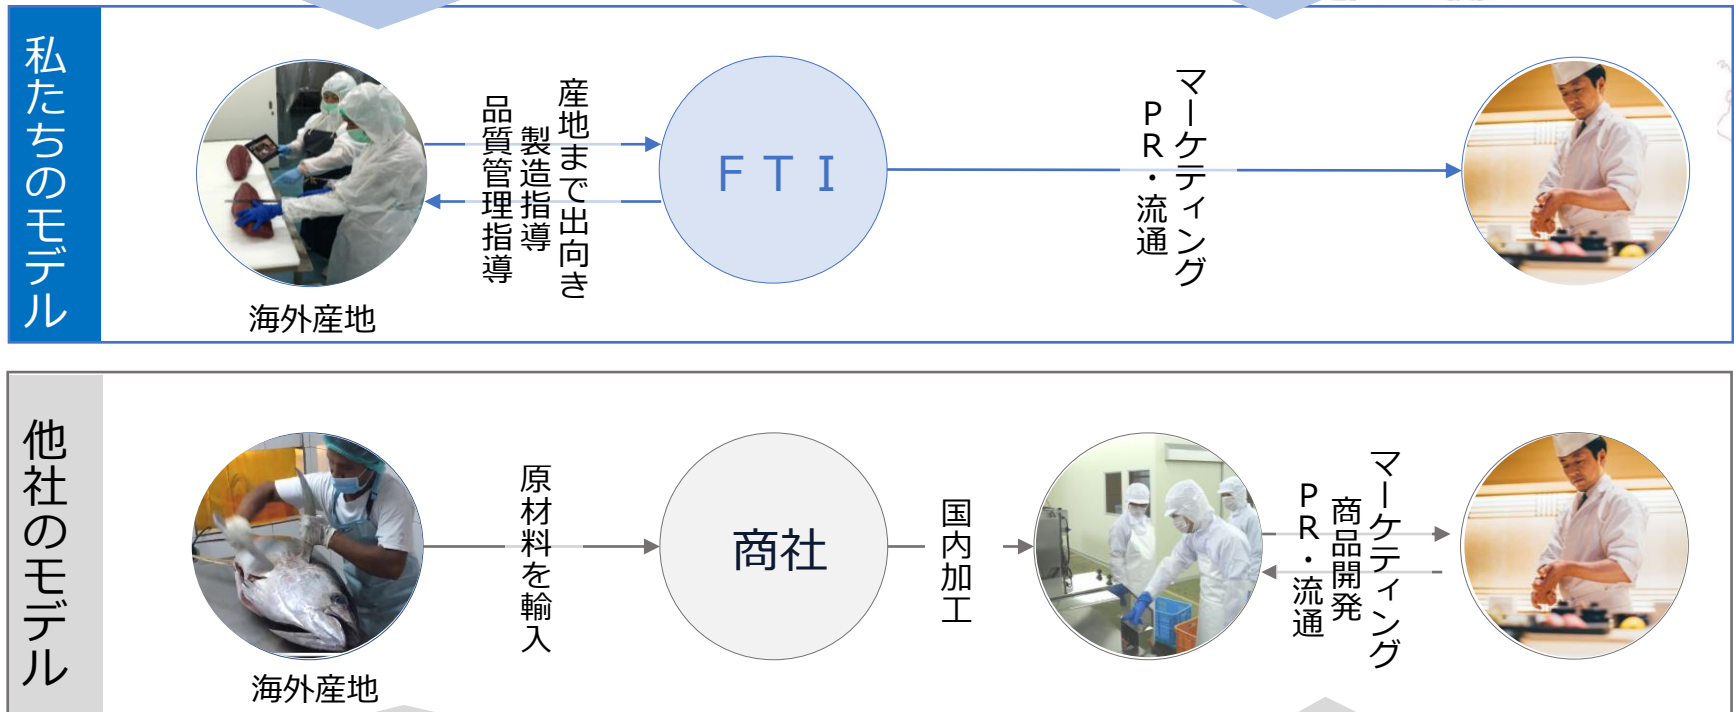 私たちのモデル
産地まで出向き
製造指導
品質管理指導
ＦＴＩ
マーケティング
ＰＲ・流通
海外産地
他社のモデル
原材料を輸入
商社
国内加工
マーケティング
商品開発
ＰＲ・流通
海外産地